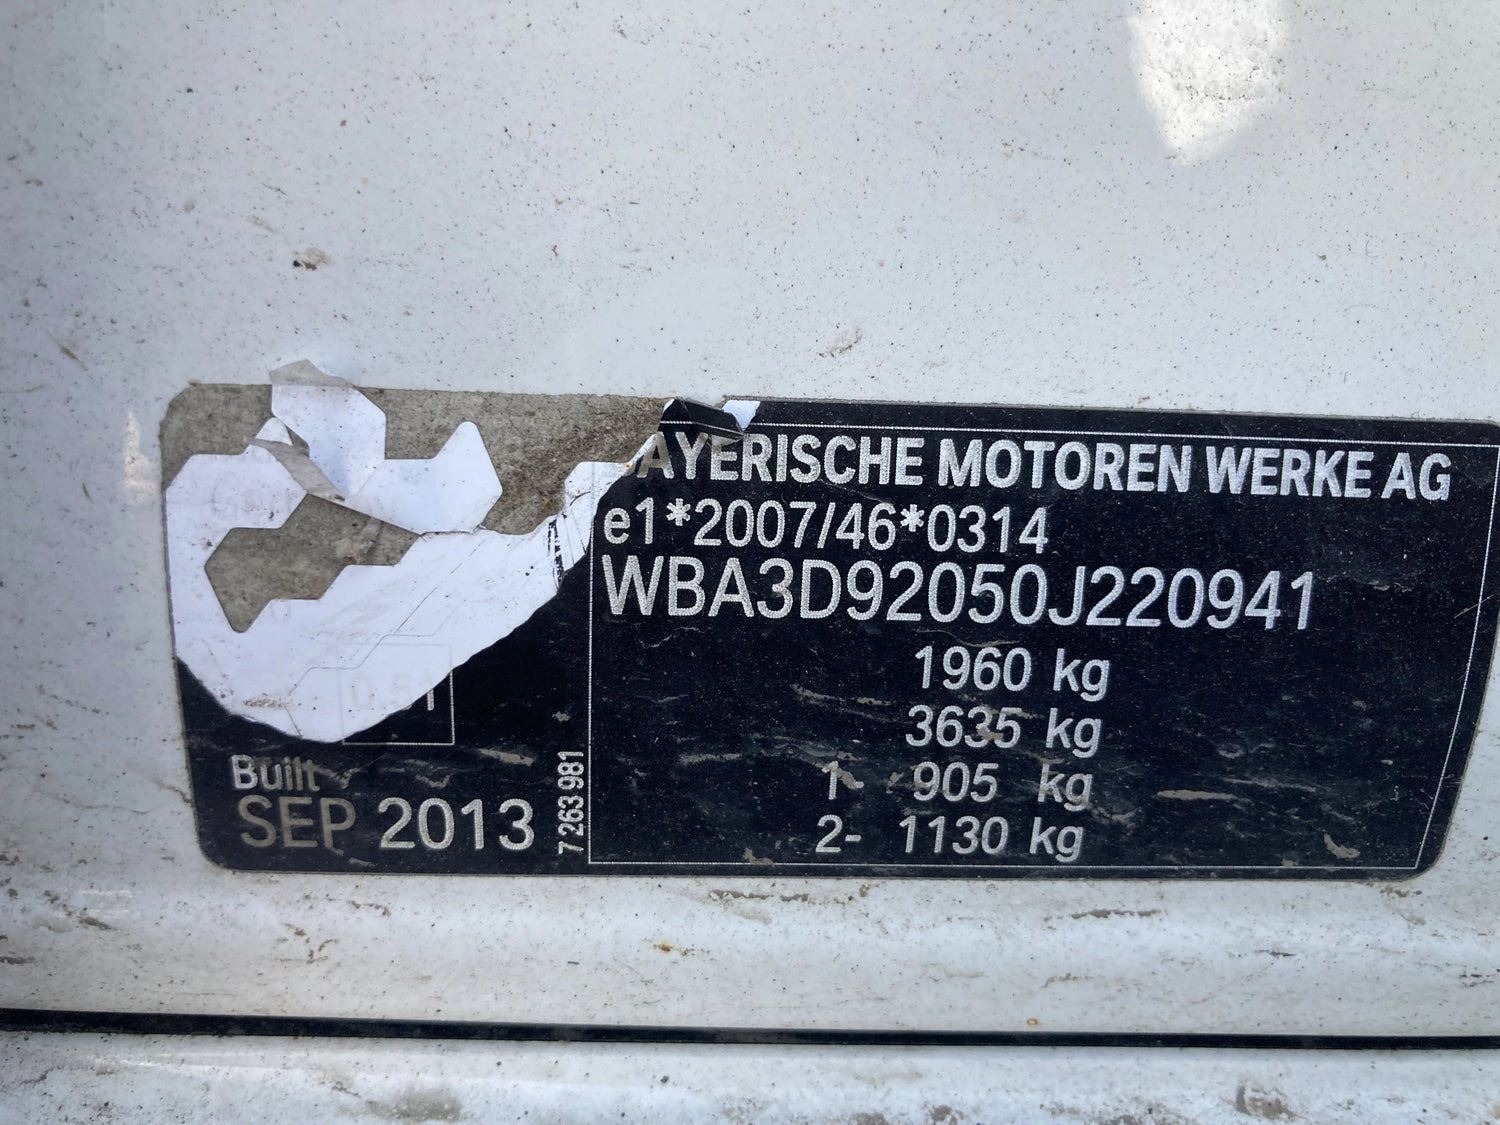 BAYERISCHE MOTOREN WERKE AG
e1*2007/46*0314
WBA3D92050J220941
1960 kg
3635 kg
1- 905 kg
2- 1130 kg
Built
SEP 2013
7 263 981